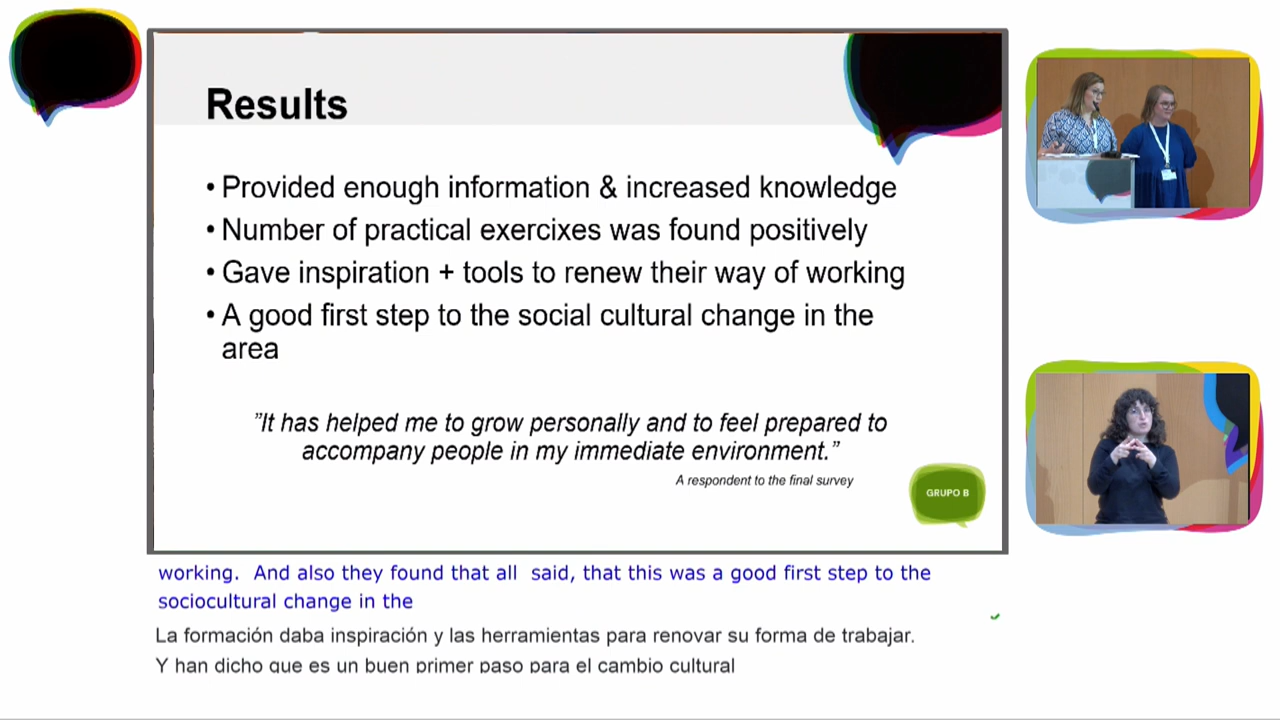 Results
• Provided enough information & increased knowledge
• Number of practical exercixes was found positively
• Gave inspiration + tools to renew their way of working
• A good first step to the social cultural change in the
area
”It has helped me to grow personally and to feel prepared to
accompany people in my immediate environment.”
A respondent to the final survey
GRUPO B
working.  And also they found that all  said, that this was a good first step to the
sociocultural change in the
La formación daba inspiración y las herramientas para renovar su forma de trabajar.
Y han dicho que es un buen primer paso para el cambio cultural